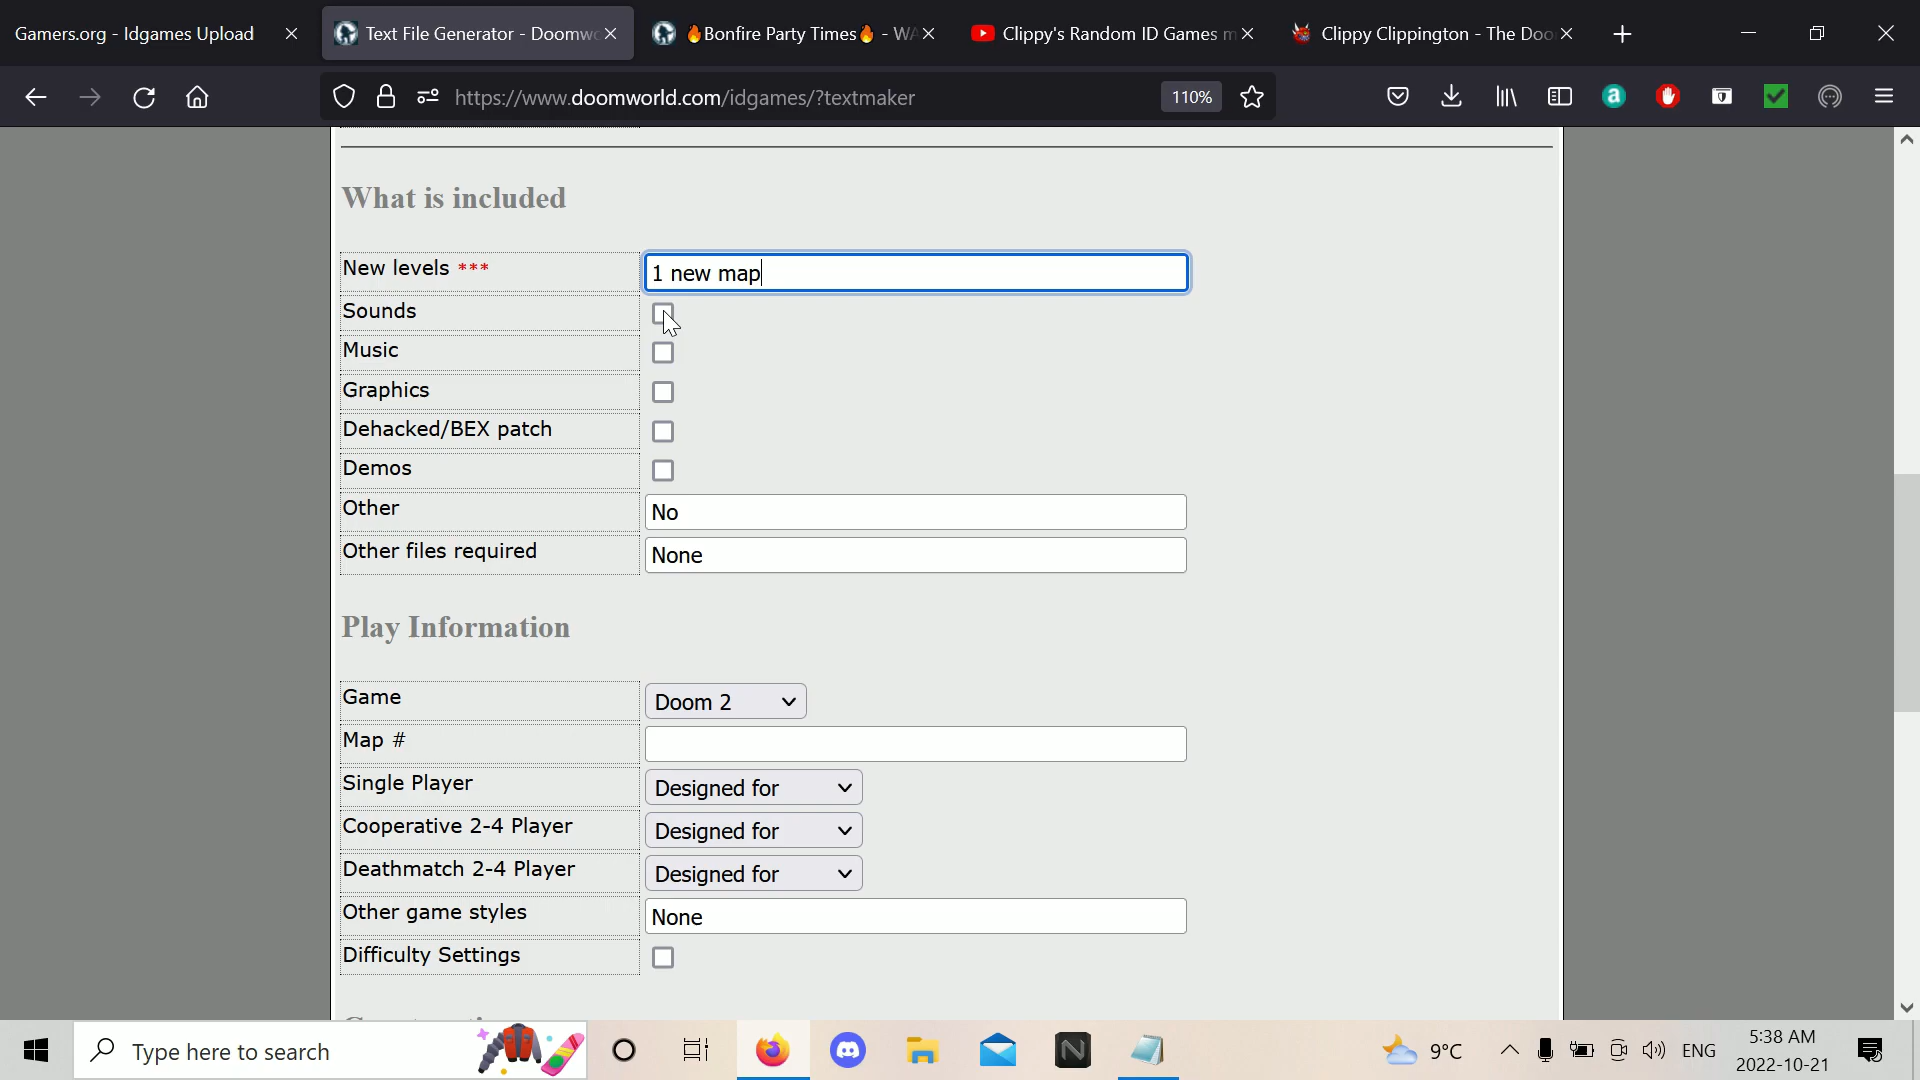 Gamers.org - Idgames Upload
Text File Generator - Doomwo
🔥Bonfire Party Times🔥 - WA
Clippy's Random ID Games m
Clippy Clippington - The Doo
https://www.doomworld.com/idgames/?textmaker
110%
What is included
New levels ***
1 new map
Sounds
Music
Graphics
Dehacked/BEX patch
Demos
Other
No
Other files required
None
Play Information
Game
Doom 2
Map #
Single Player
Designed for
Cooperative 2-4 Player
Designed for
Deathmatch 2-4 Player
Designed for
Other game styles
None
Difficulty Settings
Type here to search
9°C
ENG
5:38 AM
2022-10-21